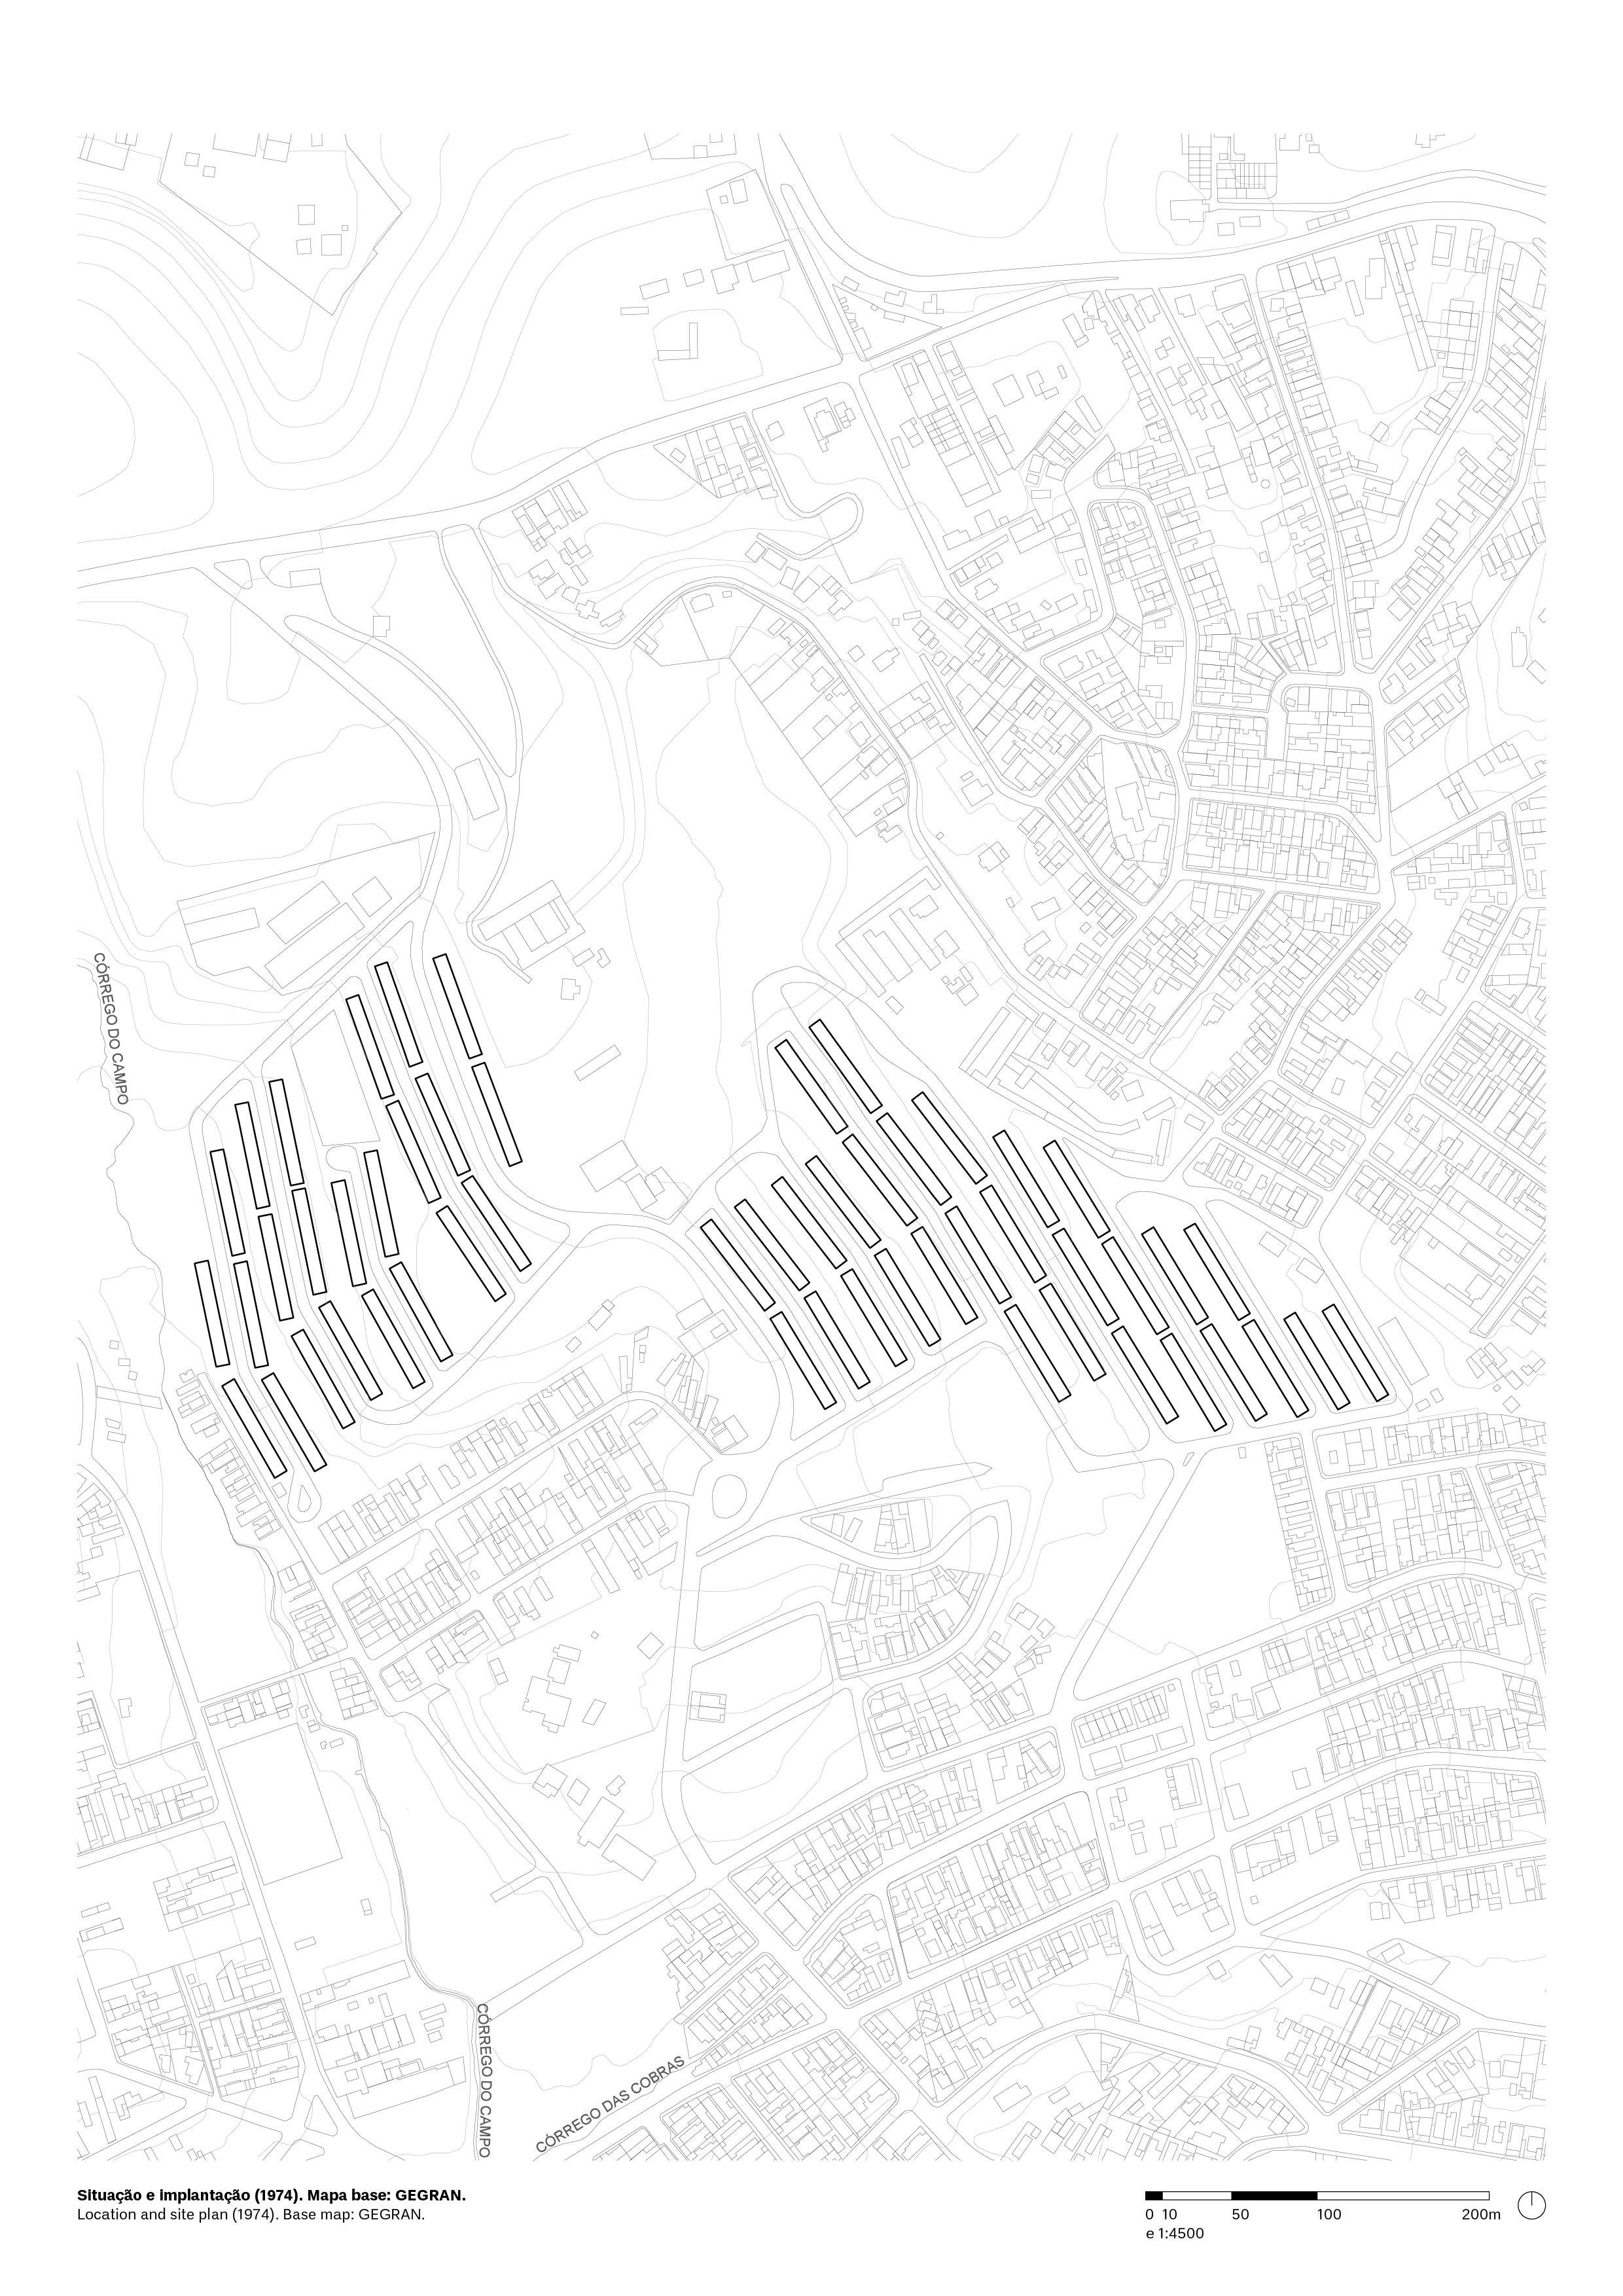 CÓRREGO DO CAMPO
CÓRREGO DO CAMPO
CÓRREGO DAS COBRAS
Situação e implantação (1974). Mapa base: GEGRAN.
Location and site plan (1974). Base map: GEGRAN.
0 10 50 100 200m
e 1:4500